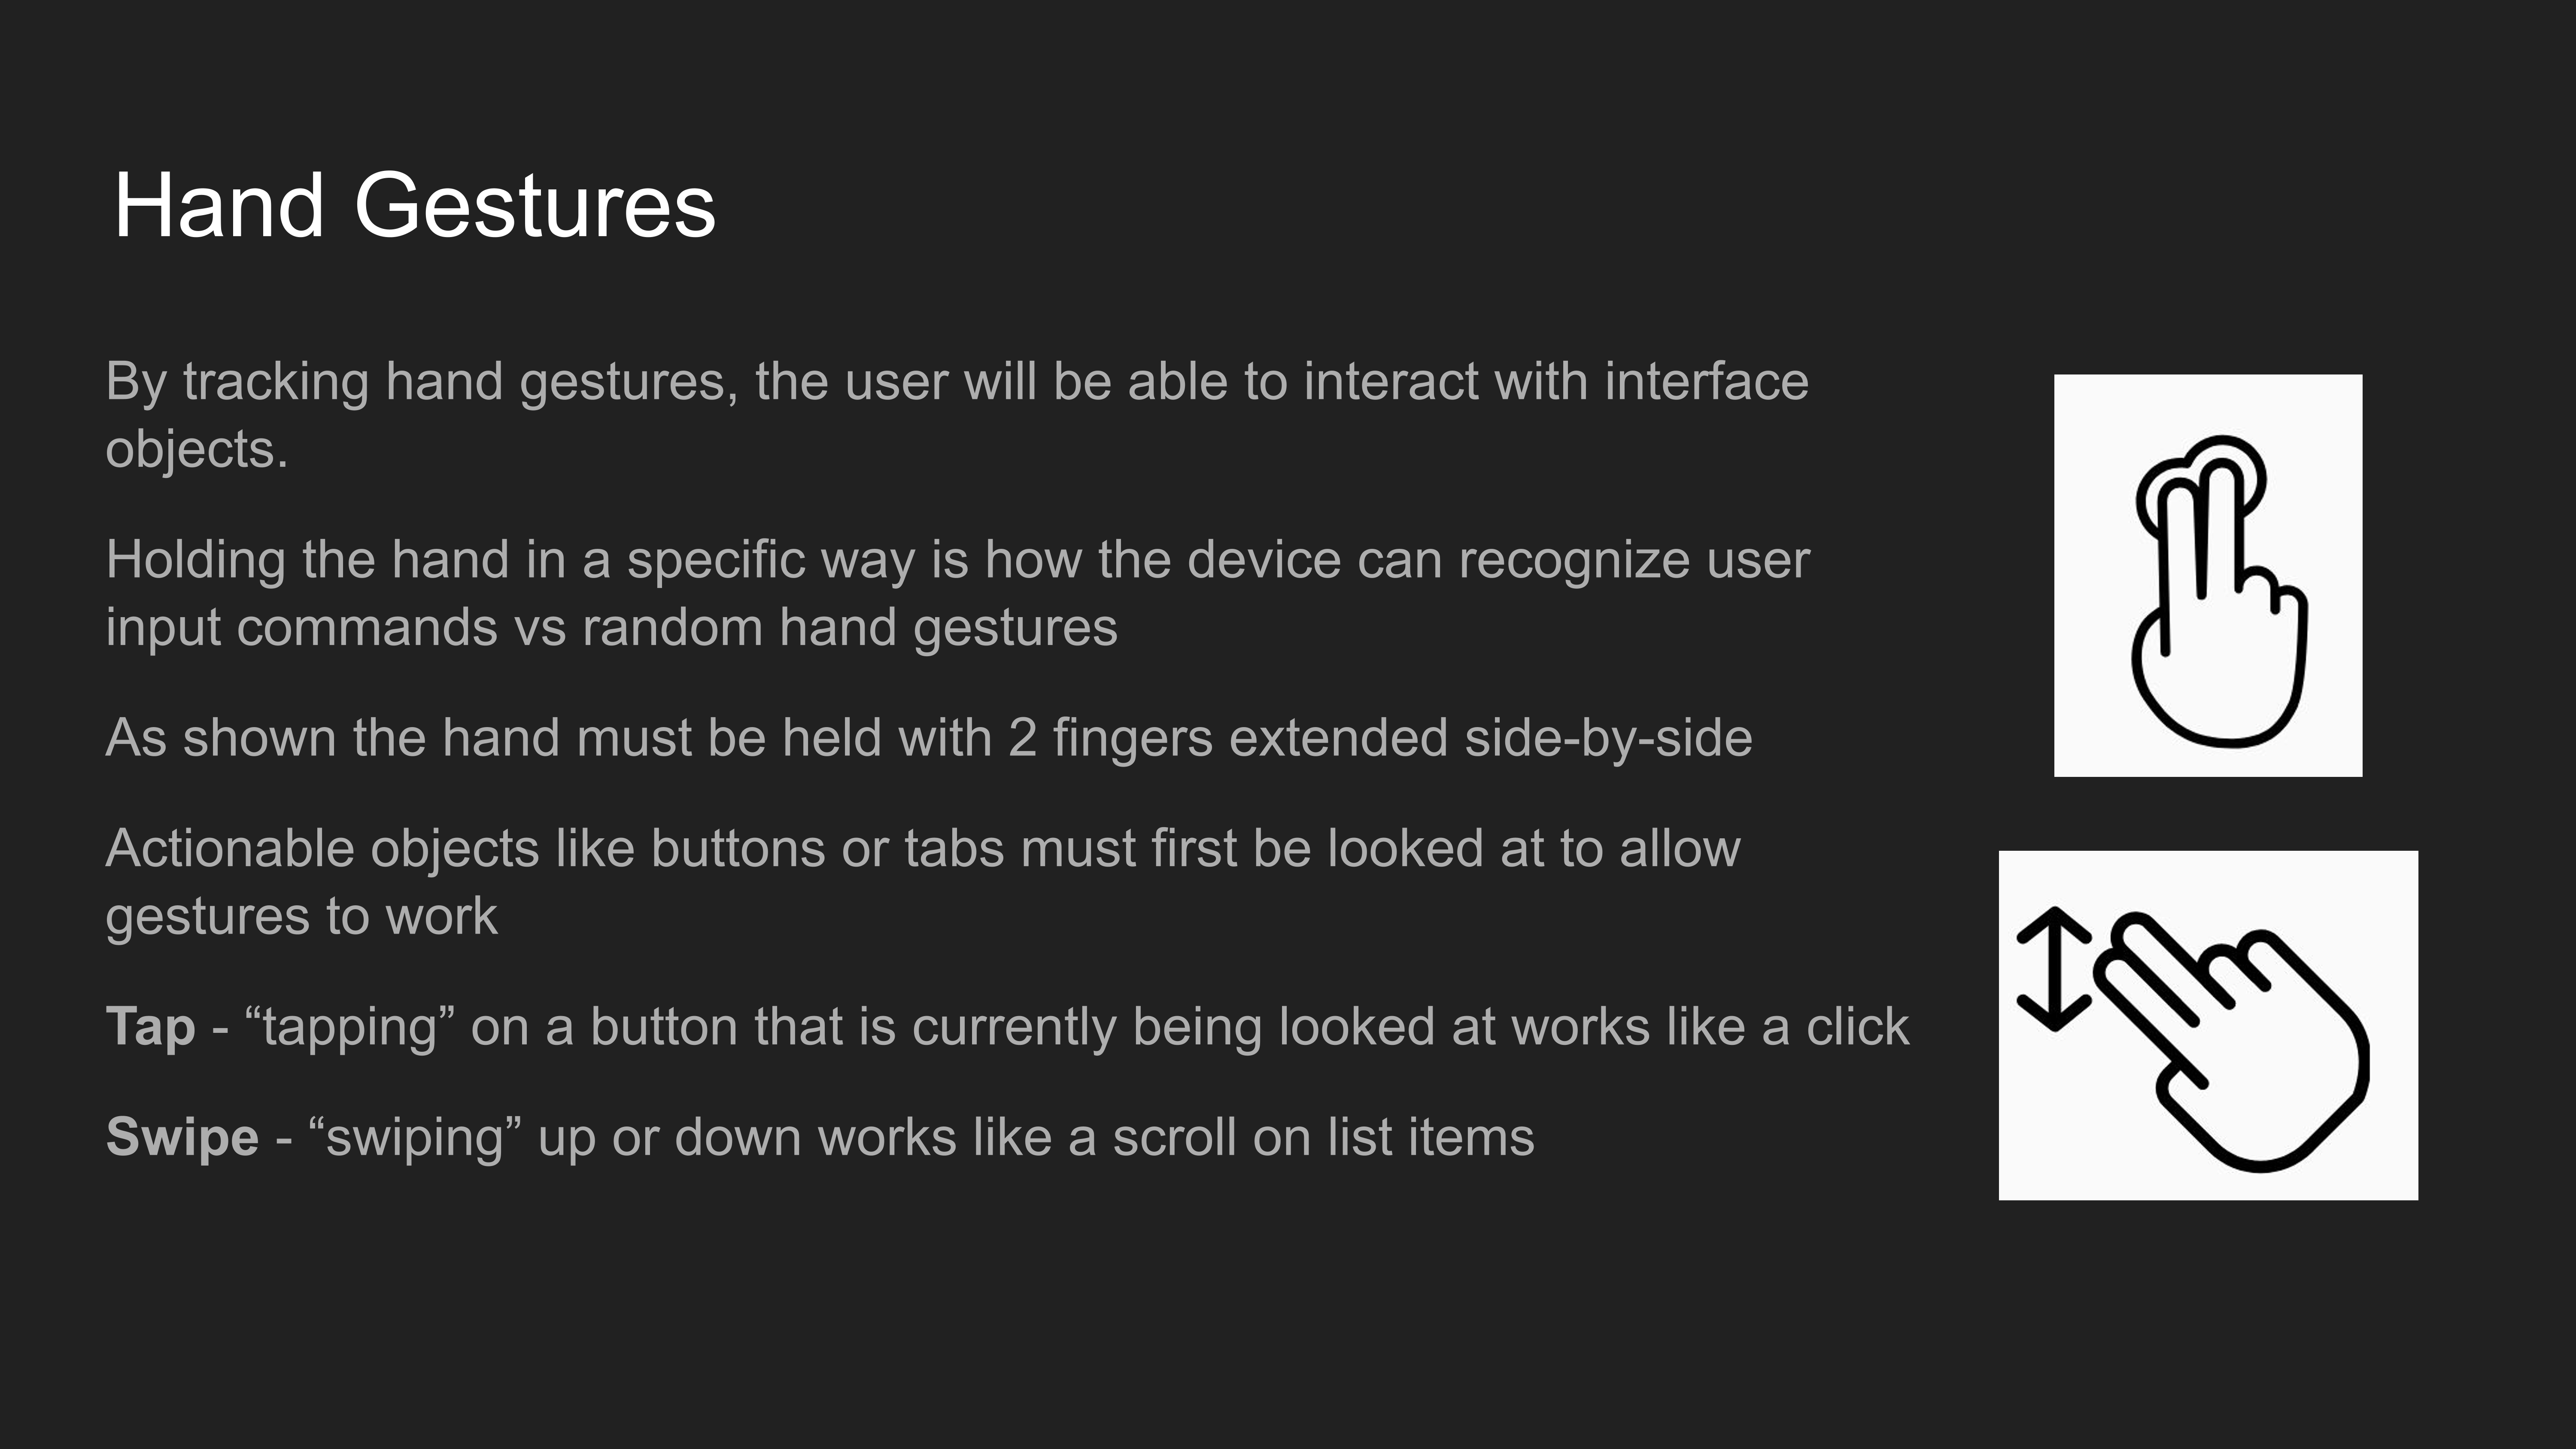 Hand Gestures
By tracking hand gestures, the user will be able to interact with interface
objects.
Holding the hand in a specific way is how the device can recognize user
input commands vs random hand gestures
As shown the hand must be held with 2 fingers extended side-by-side
Actionable objects like buttons or tabs must first be looked at to allow
gestures to work
Tap - “tapping” on a button that is currently being looked at works like a click
Swipe - “swiping” up or down works like a scroll on list items